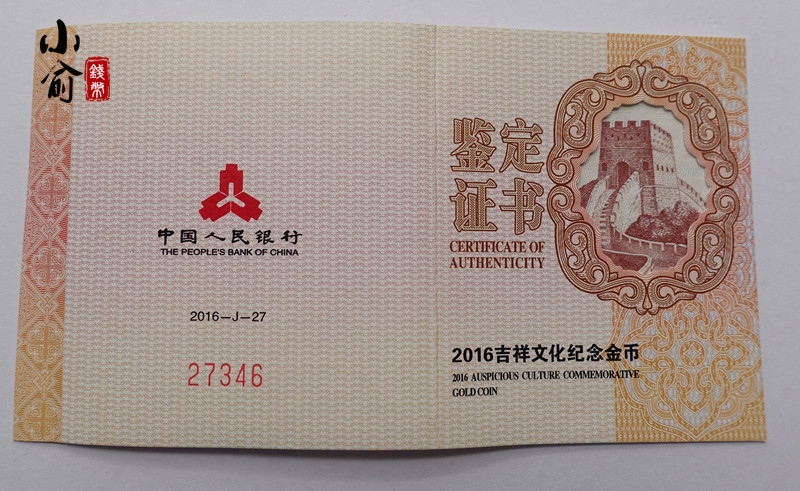 小俞
錢幣
中国人民银行
THE PEOPLE'S BANK OF CHINA
2016-J-27
27346
鉴定
证书
CERTIFICATE OF
AUTHENTICITY
2016吉祥文化纪念金币
2016 AUSPICIOUS CULTURE COMMEMORATIVE
GOLD COIN